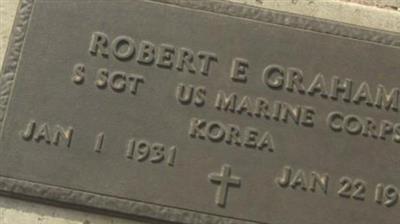 ROBERT E GRAHAM
S SGT US MARINE CORPS
KOREA
JAN 1 1931 JAN 22 19